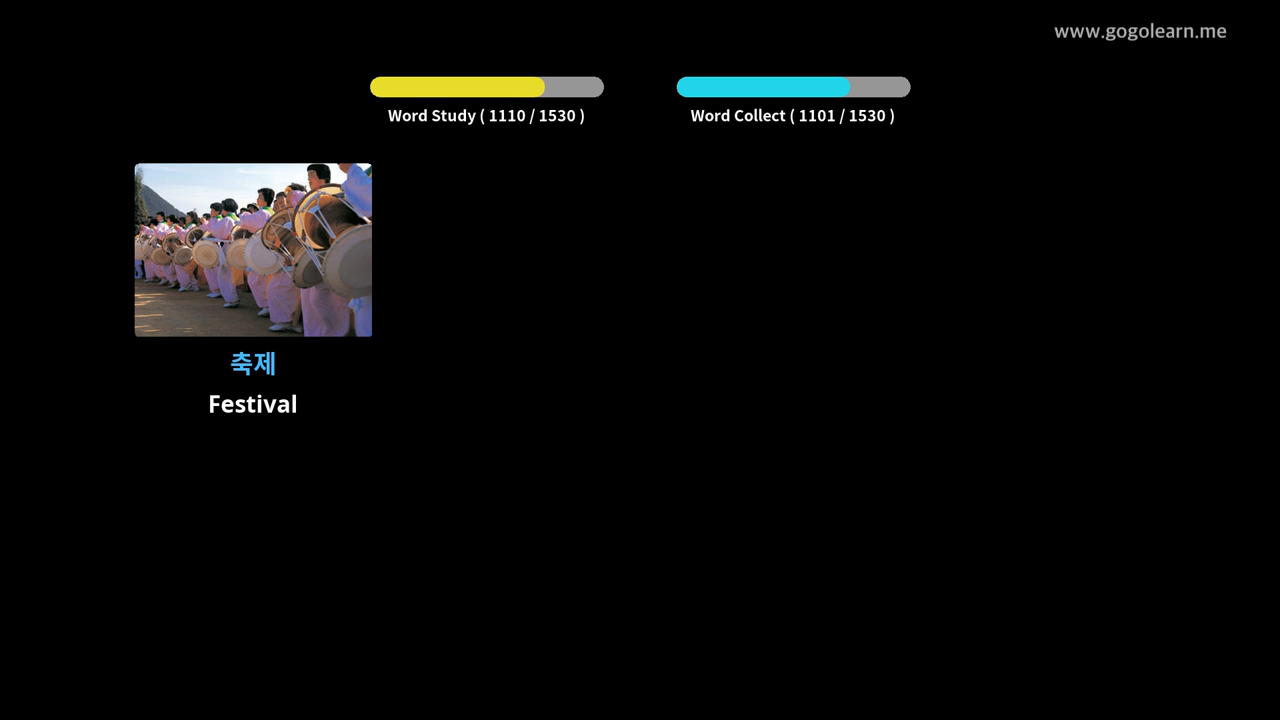 www.gogolearn.me
Word Study ( 1110 / 1530 )
Word Collect ( 1101 / 1530 )
축제
Festival